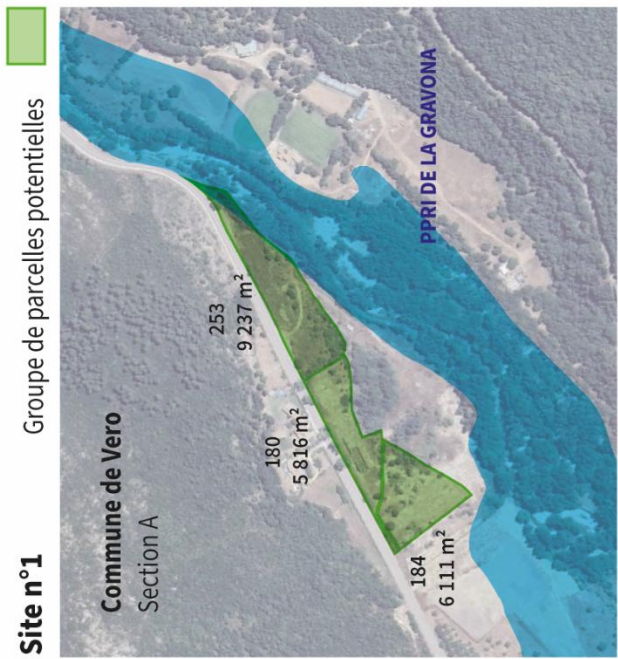 Site n°1
Groupe de parcelles potentielles
Commune de Vero
Section A
253
9 237 m²
180
5 816 m²
184
6 111 m²
PPRI DE LA GRAVONA